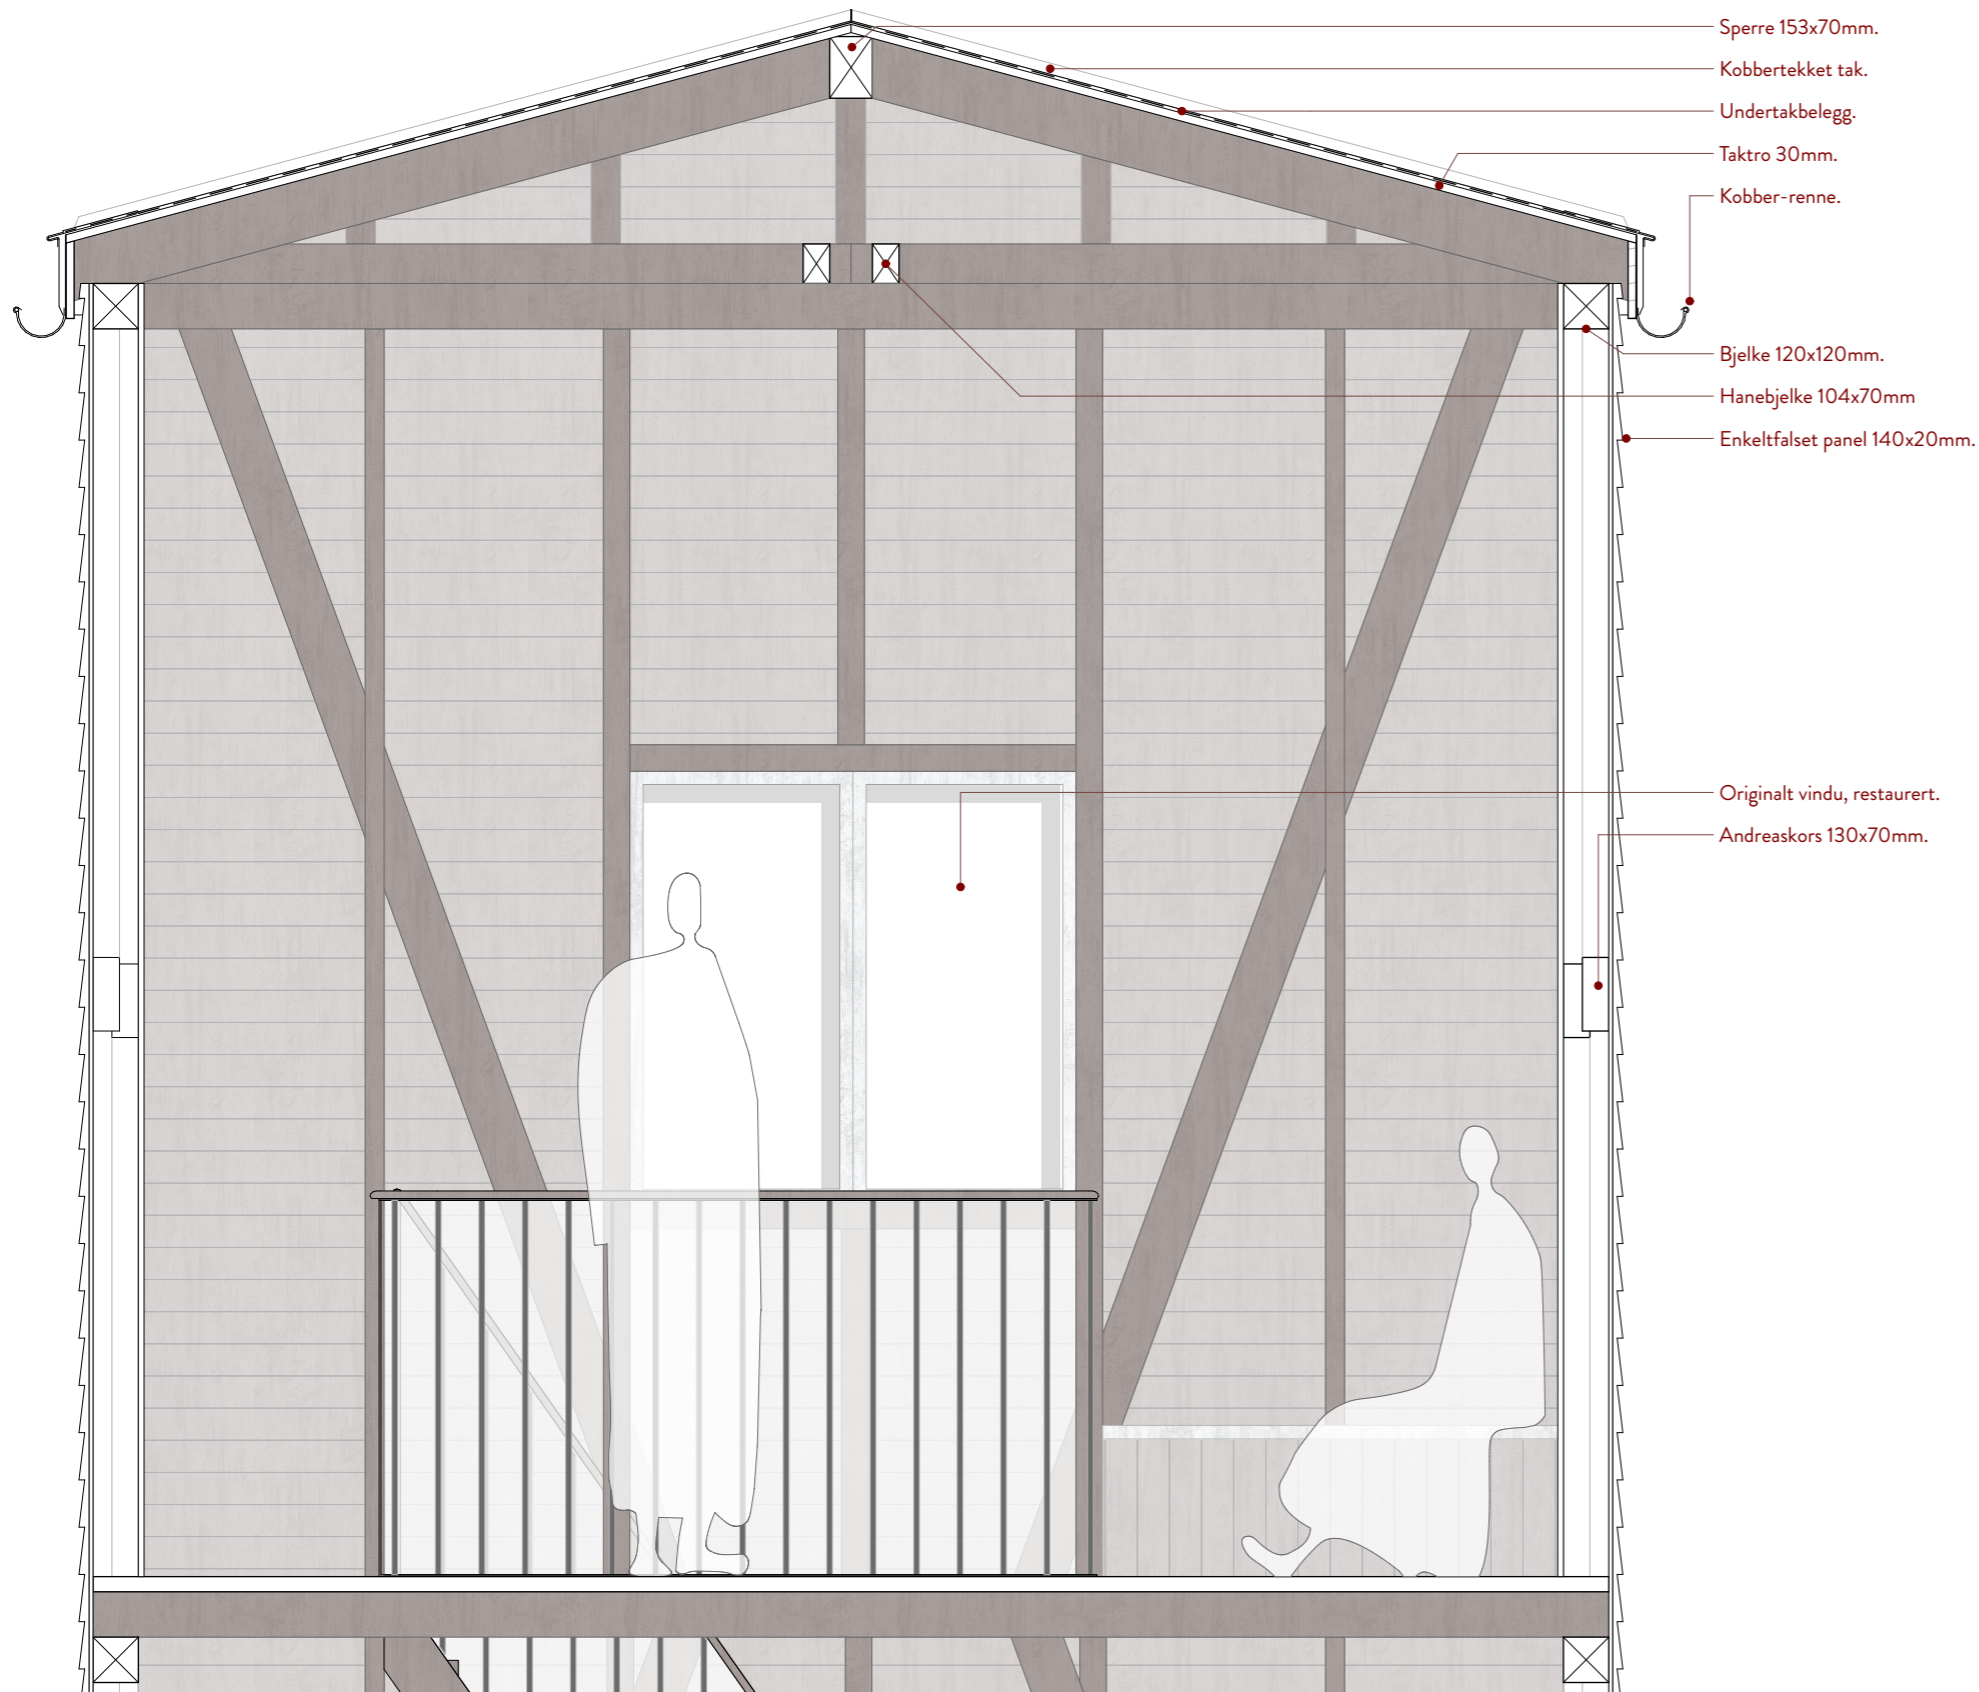 Sperre 153x70mm.
Kobbertekket tak.
Undertakbelegg.
Taktro 30mm.
Kobber-renne.
Bjelke 120x120mm.
Hanebjelke 104x70mm
Enkeltfalset panel 140x20mm.
Originalt vindu, restaurert.
Andreaskors 130x70mm.